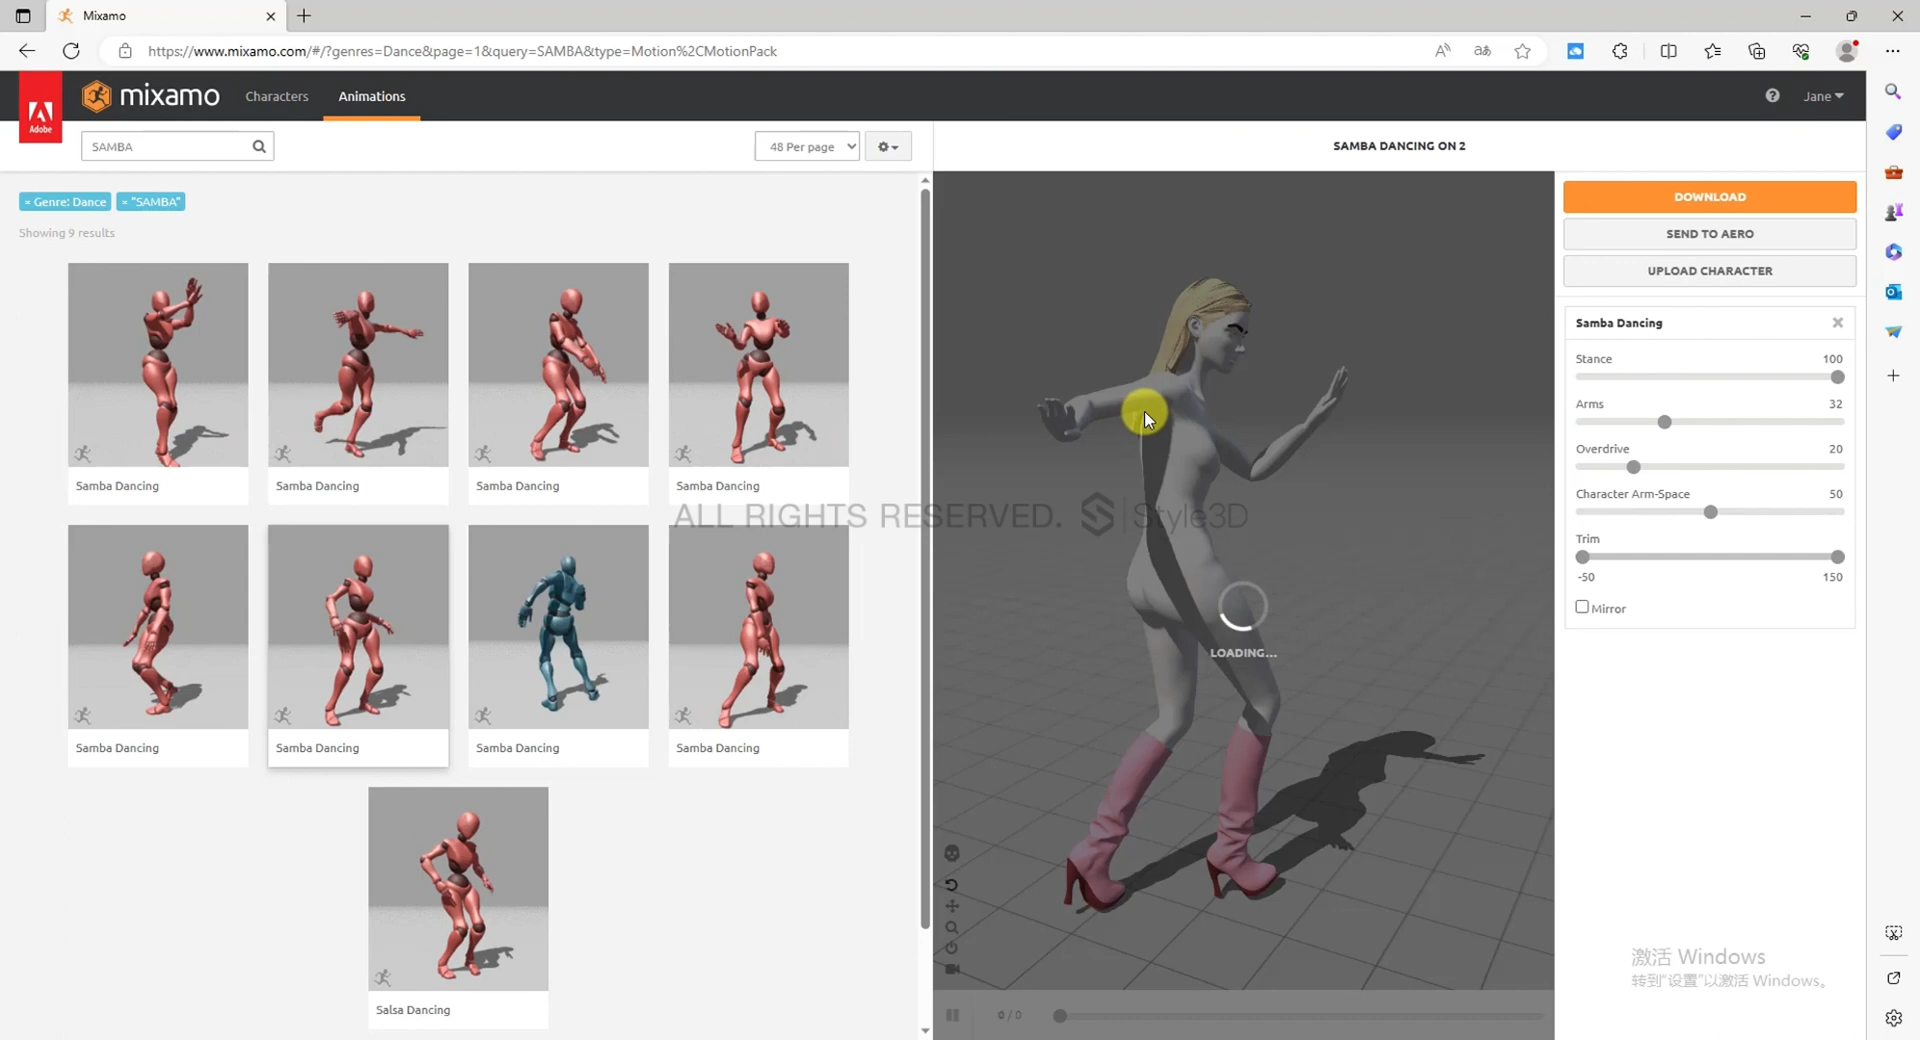 Mixamo
https://www.mixamo.com/#/?genres=Dance&page=1&query=SAMBA&type=Motion%2CMotionPack
Adobe
mixamo
Characters
Animations
Jane
SAMBA
48 Per page
SAMBA DANCING ON 2
× Genre: Dance
× "SAMBA"
Showing 9 results
DOWNLOAD
SEND TO AERO
UPLOAD CHARACTER
Samba Dancing
Stance 100
Arms 32
Overdrive 20
Character Arm-Space 50
Trim
-50 150
Mirror
Samba Dancing
Samba Dancing
Samba Dancing
Samba Dancing
ALL RIGHTS RESERVED. Style3D
LOADING...
Samba Dancing
Samba Dancing
Samba Dancing
Samba Dancing
Salsa Dancing
0 / 0
激活 Windows
转到"设置"以激活 Windows。